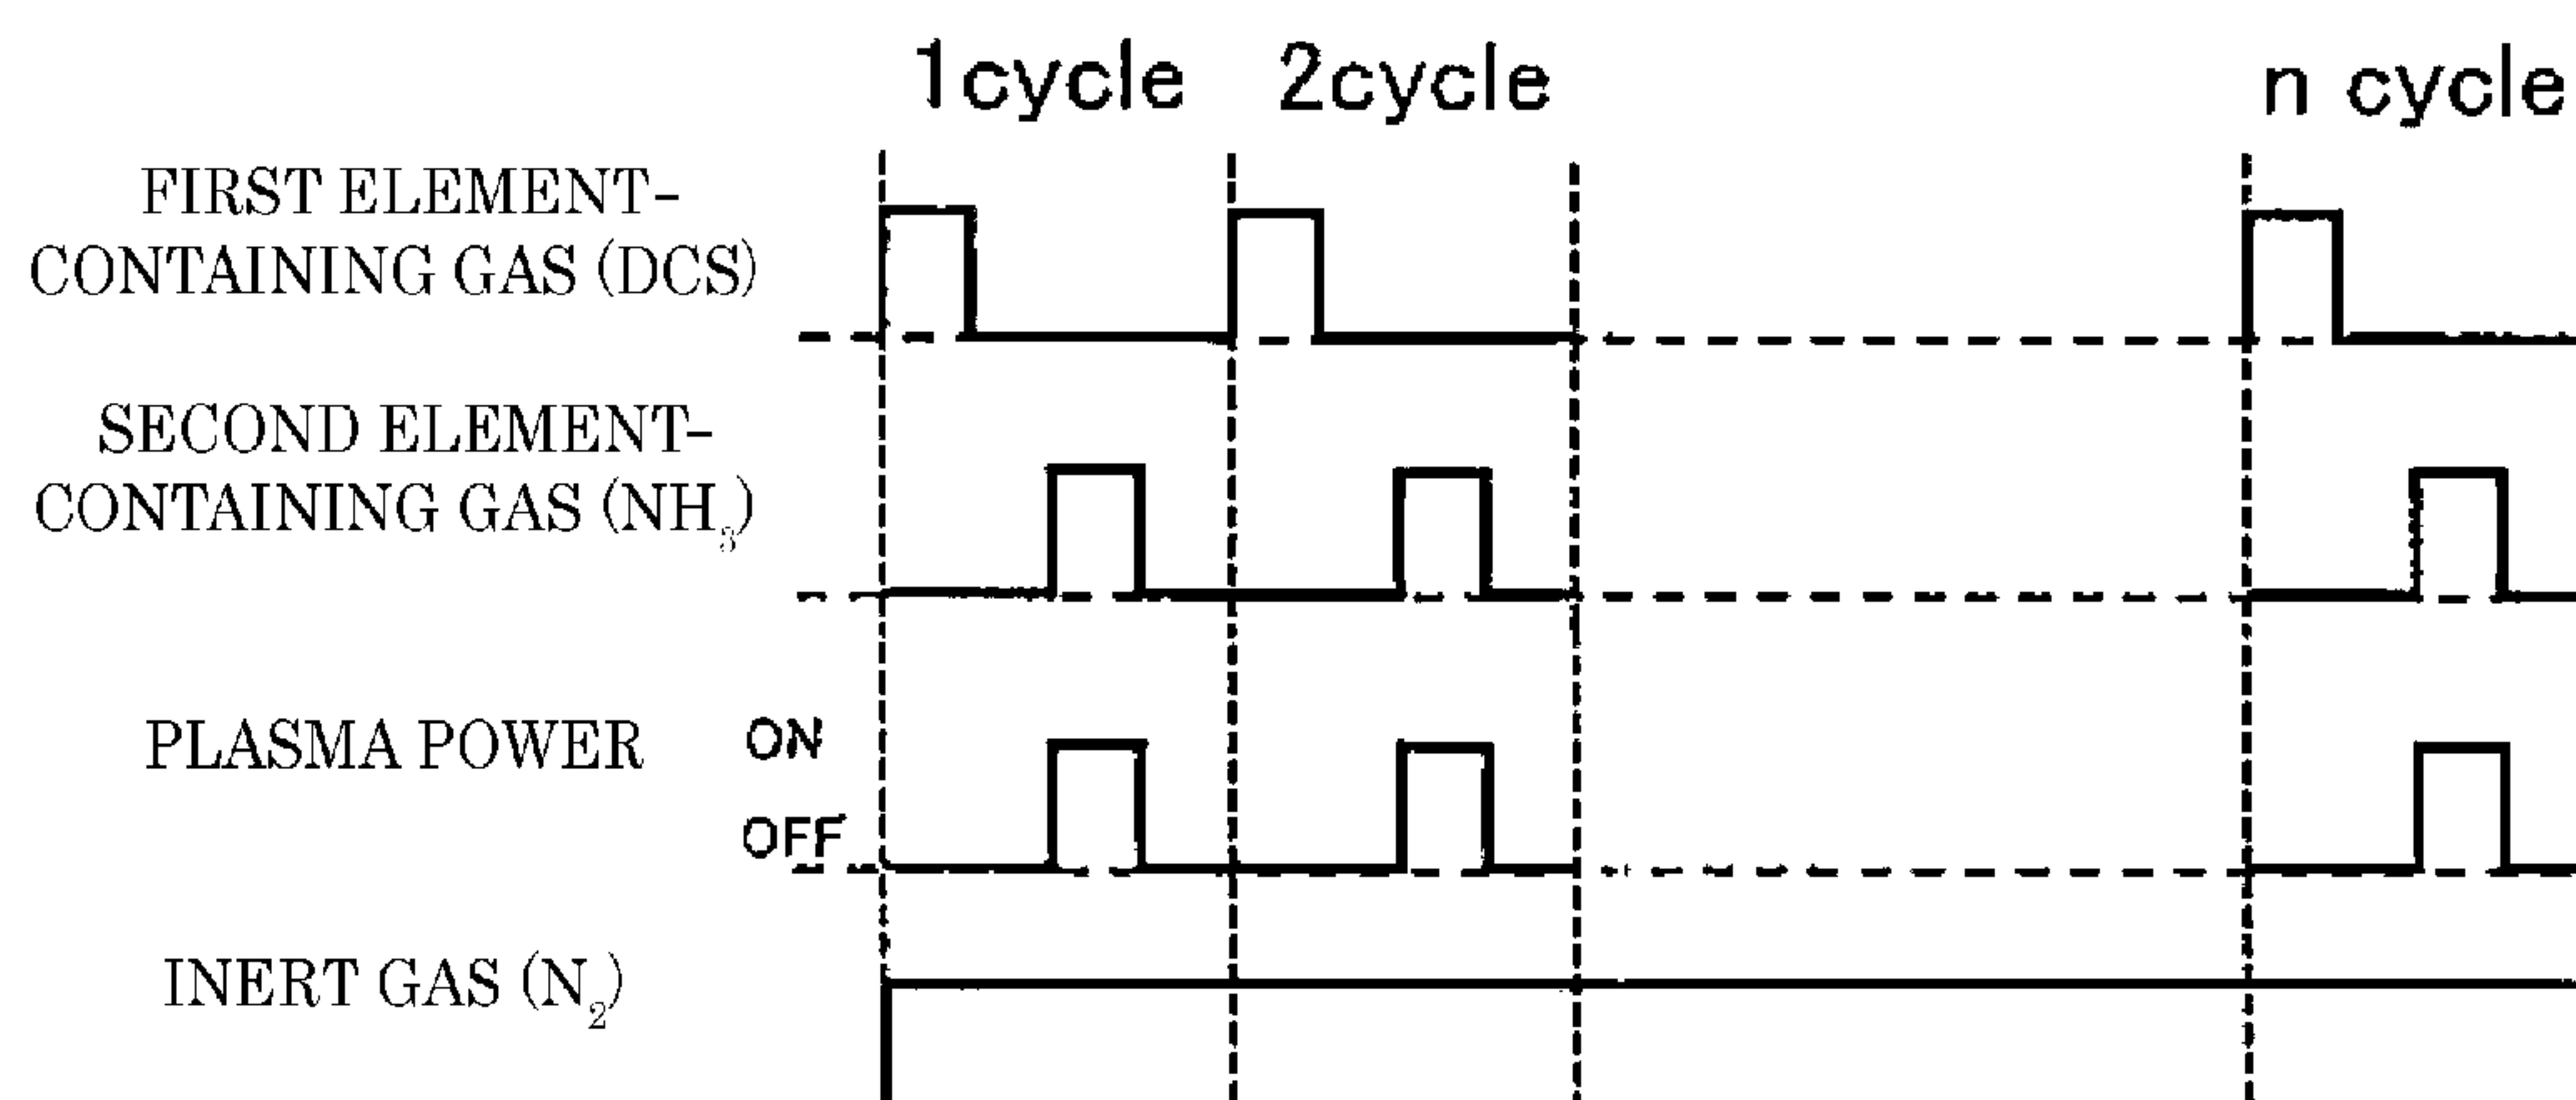 1cycle 2cycle n cycle
FIRST ELEMENT-
CONTAINING GAS (DCS)
SECOND ELEMENT-
CONTAINING GAS (NH₃)
PLASMA POWER ON
OFF
INERT GAS (N₂)